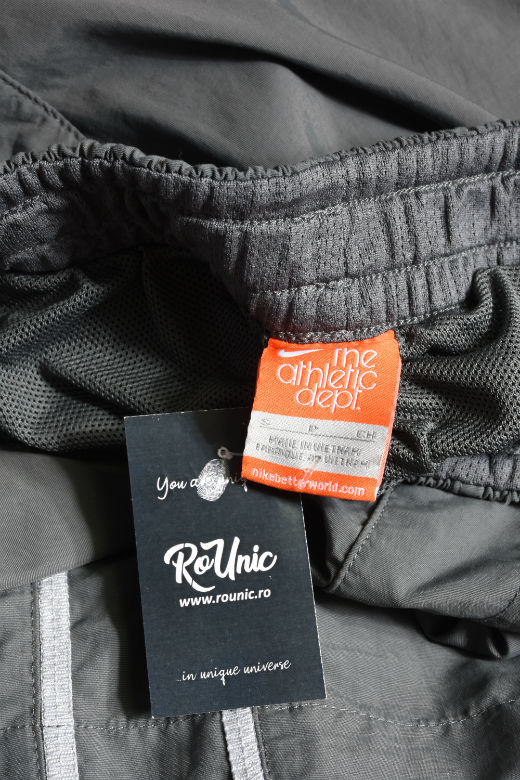 the
athletic
dept.
S P CH
MADE IN VIETNAM
FABRIQUE AU VIETNAM
nikebetterworld.com
You are uniq
RoUnic
www.rounic.ro
...in unique universe